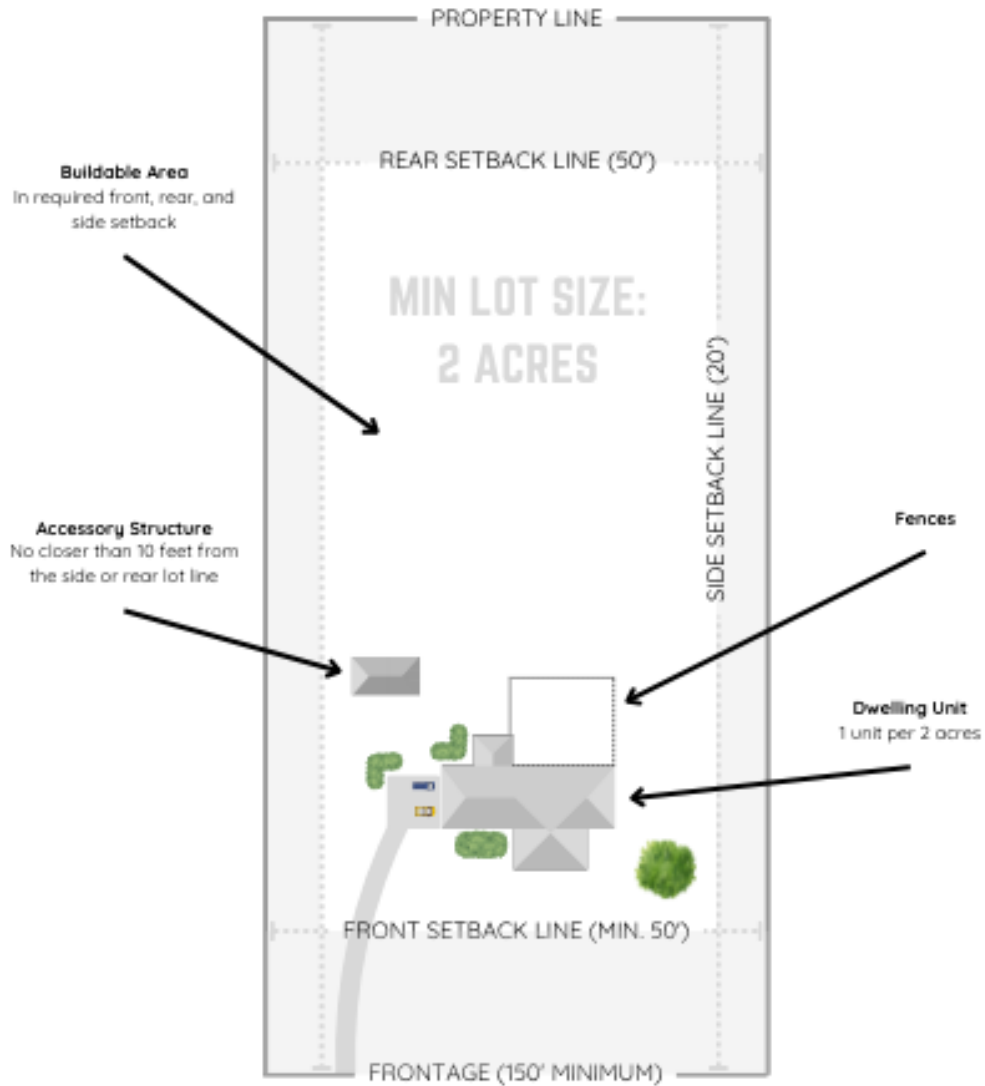 PROPERTY LINE
REAR SETBACK LINE (50')
Buildable Area
In required front, rear, and
side setback
MIN LOT SIZE:
2 ACRES
SIDE SETBACK LINE (20')
Accessory Structure
No closer than 10 feet from
the side or rear lot line
Fences
Dwelling Unit
1 unit per 2 acres
FRONT SETBACK LINE (MIN. 50')
FRONTAGE (150' MINIMUM)